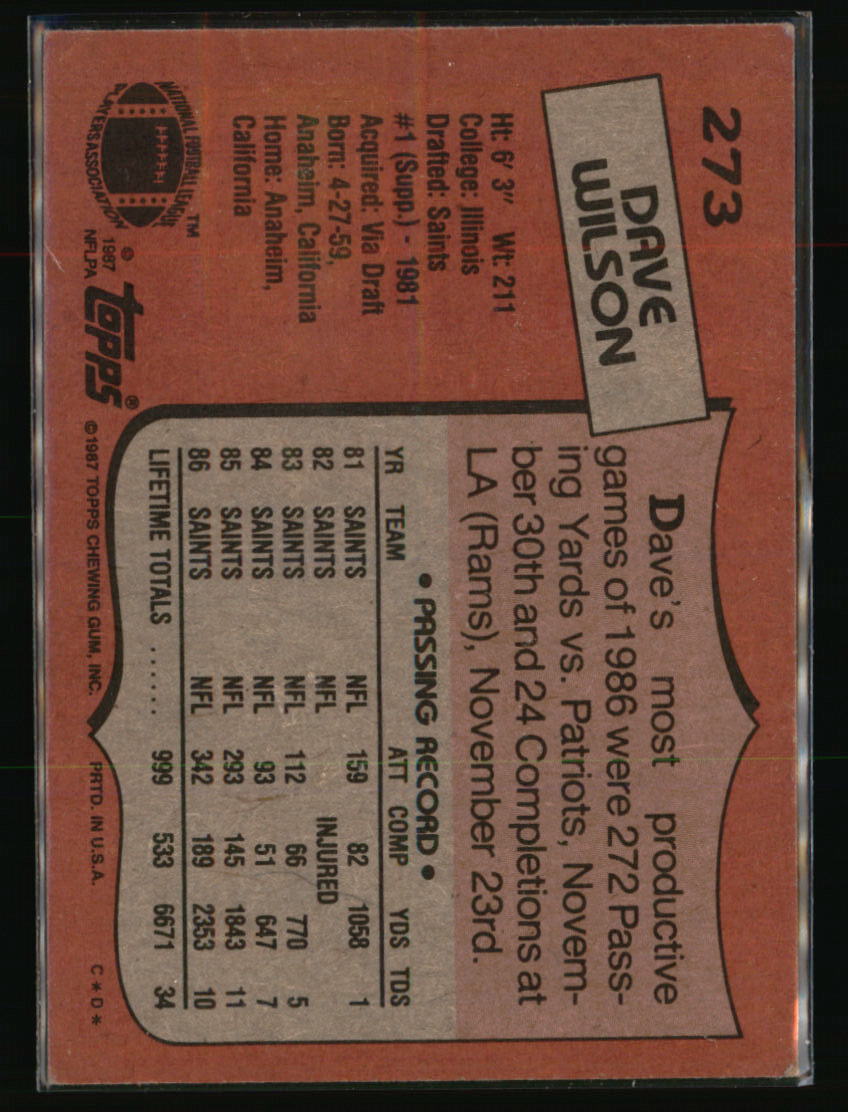 273
DAVE
WILSON
Ht: 6' 3" Wt: 211
College: Illinois
Drafted: Saints
#1 (Supp.) - 1981
Acquired: Via Draft
Born: 4-27-59,
Anaheim, California
Home: Anaheim,
California
NATIONAL FOOTBALL LEAGUE
PLAYERS ASSOCIATION
™
© 1987
NFLPA
topps®
Dave's most productive
games of 1986 were 272 Pass-
ing Yards vs. Patriots, Novem-
ber 30th and 24 Completions at
LA (Rams), November 23rd.
• PASSING RECORD •
YR TEAM ATT COMP YDS TDS
81 SAINTS NFL 159 82 1058 1
82 SAINTS NFL INJURED
83 SAINTS NFL 112 66 770 5
84 SAINTS NFL 93 51 647 7
85 SAINTS NFL 293 145 1843 11
86 SAINTS NFL 342 189 2353 10
LIFETIME TOTALS ...... 999 533 6671 34
©1987 TOPPS CHEWING GUM, INC. PRTD. IN U.S.A. C*D*